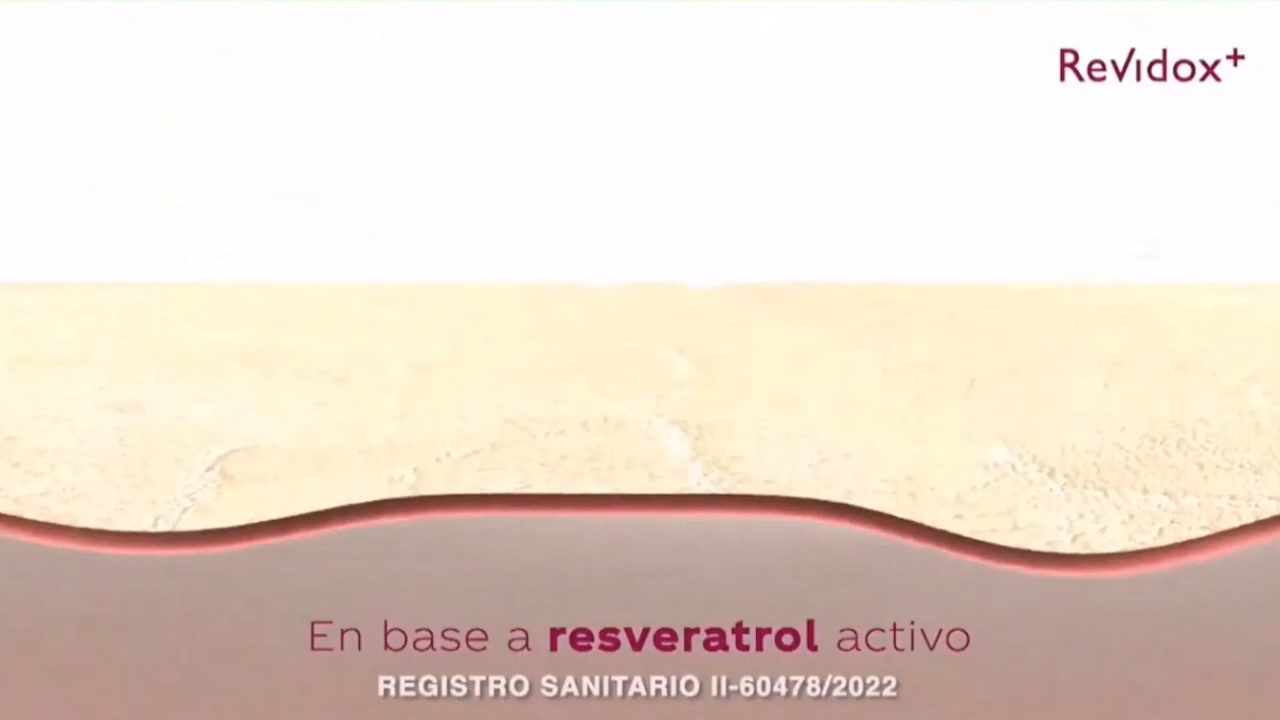 Revidox+
En base a resveratrol activo
REGISTRO SANITARIO II-60478/2022